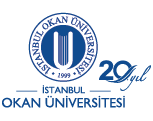 İSTANBUL OKAN ÜNİVERSİTESİ
• 1999 •
20. yıl
İSTANBUL
OKAN ÜNİVERSİTESİ